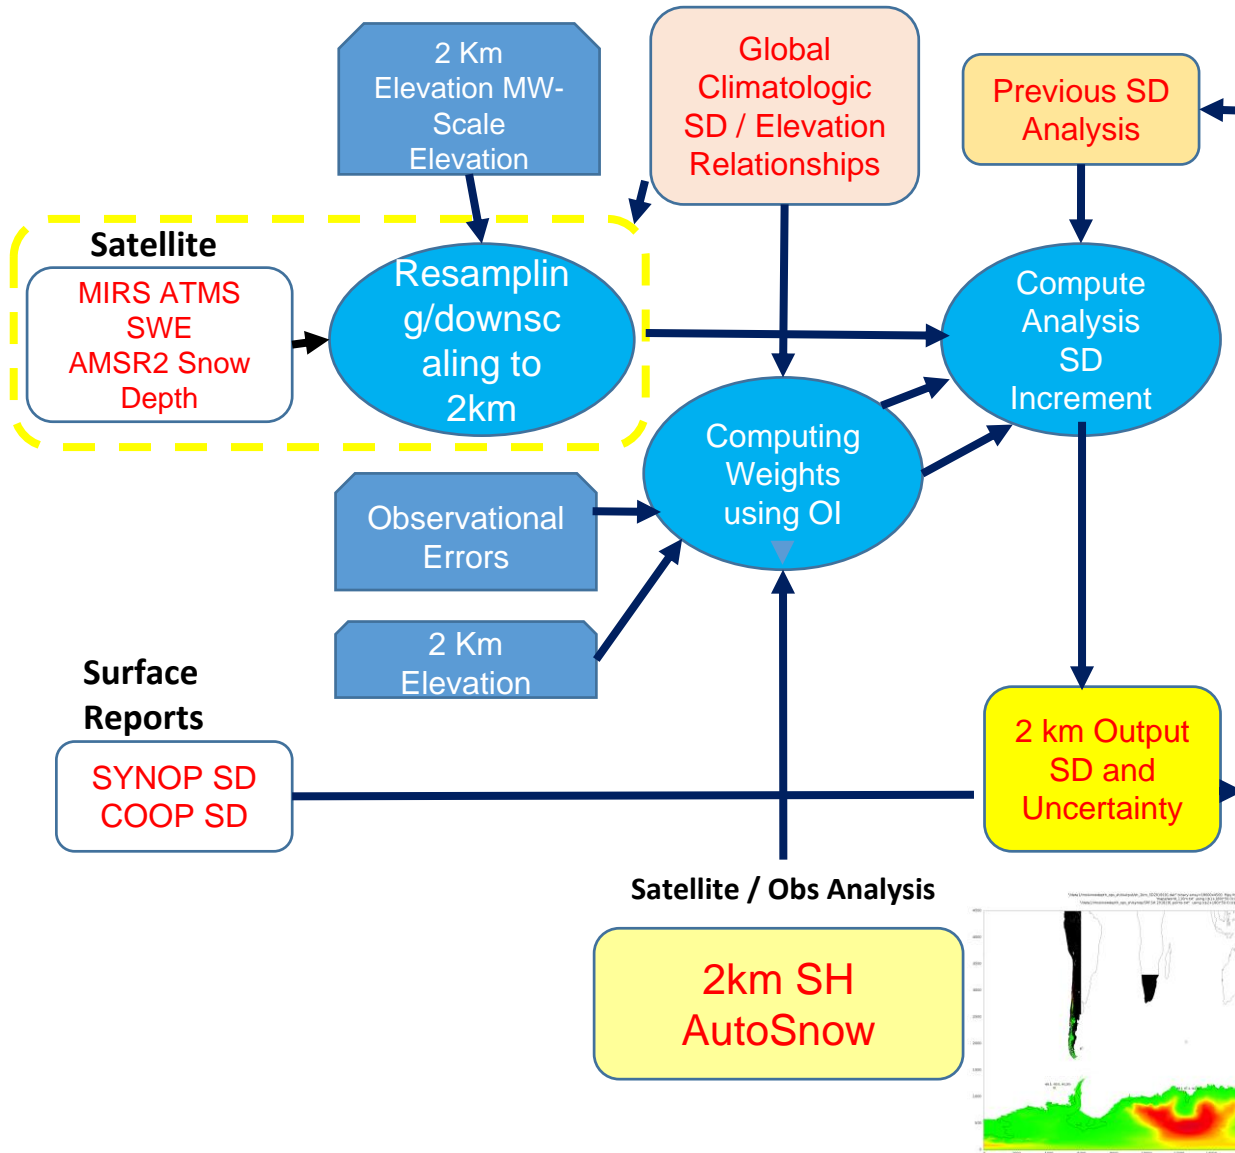 2 Km
Elevation MW-
Scale
Elevation
Global
Climatologic
SD / Elevation
Relationships
Previous SD
Analysis
Satellite
MIRS ATMS
SWE
AMSR2 Snow
Depth
Resamplin
g/downsc
aling to
2km
Compute
Analysis
SD
Increment
Computing
Weights
using OI
Observational
Errors
2 Km
Elevation
Surface
Reports
SYNOP SD
COOP SD
2 km Output
SD and
Uncertainty
Satellite / Obs Analysis
2km SH
AutoSnow